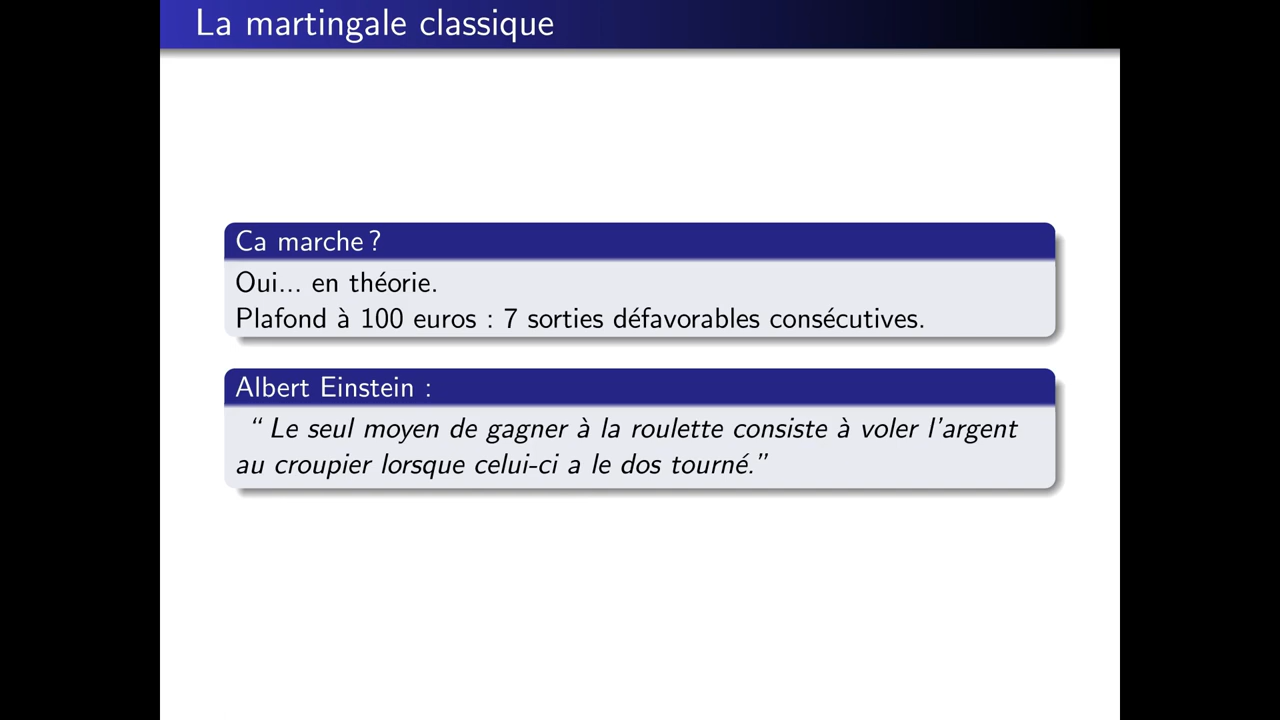 La martingale classique
Ca marche ?
Oui... en théorie.
Plafond à 100 euros : 7 sorties défavorables consécutives.
Albert Einstein :
“ Le seul moyen de gagner à la roulette consiste à voler l’argent
au croupier lorsque celui-ci a le dos tourné.”